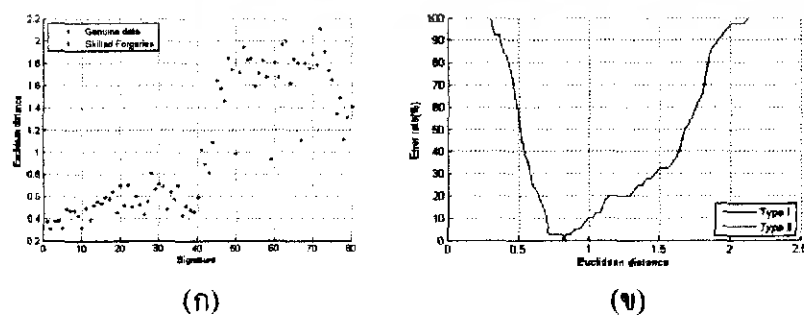 2.2
2
1.8
1.6
1.4
1.2
1
0.8
0.6
0.4
0.2
0 10 20 30 40 50 60 70 80
Euclidean distance
Signature
Genuine data
Skilled Forgeries
(ก)
100
90
80
70
60
50
40
30
20
10
0
0 0.5 1 1.5 2 2.5
Error rate(%)
Euclidean distance
Type I
Type II
(ข)